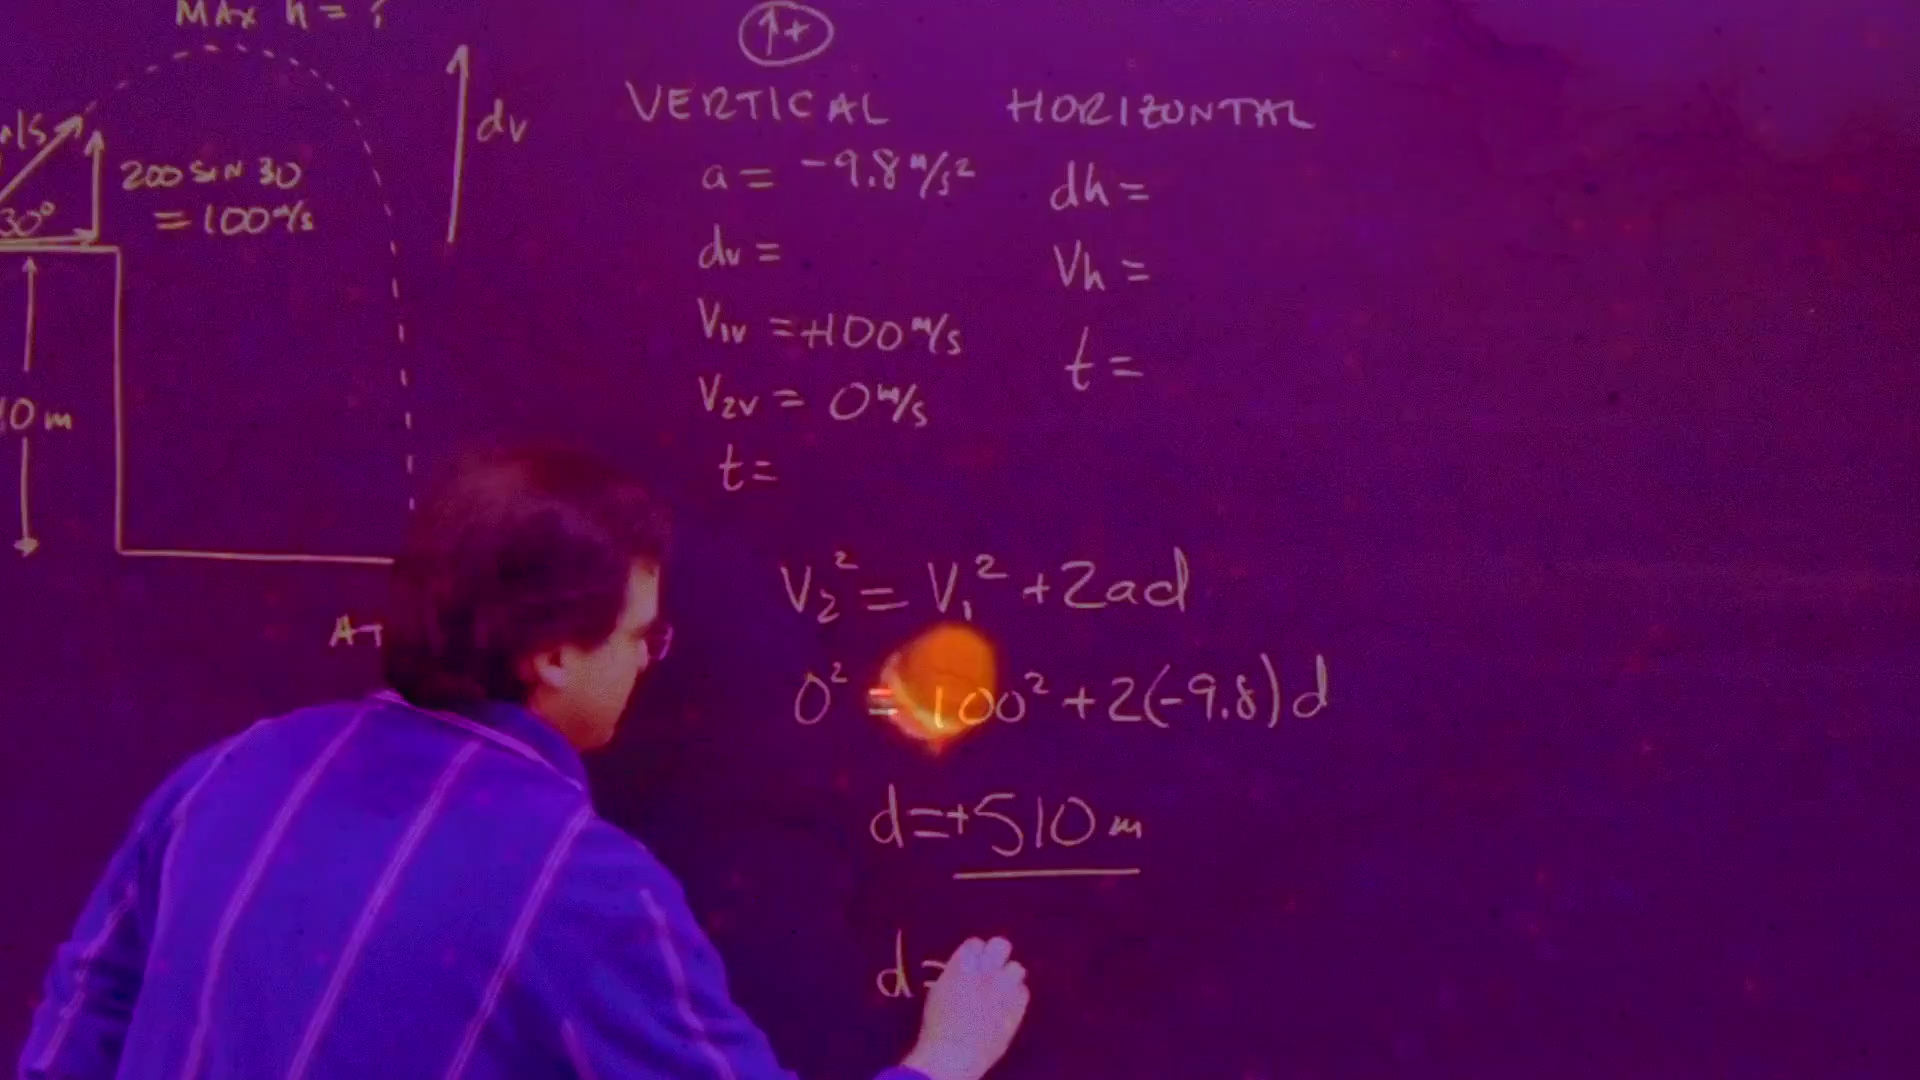 MAX h = ?
↑+
VERTICAL
HORIZONTAL
dv
200 SIN 30
= 100 m/s
30°
a = -9.8 m/s²
dv =
V₁ᵥ = +100 m/s
V₂ᵥ = 0 m/s
t =
dh =
Vh =
t =
V₂² = V₁² + 2ad
0² = 100² + 2(-9.8)d
d = +510 m
d =